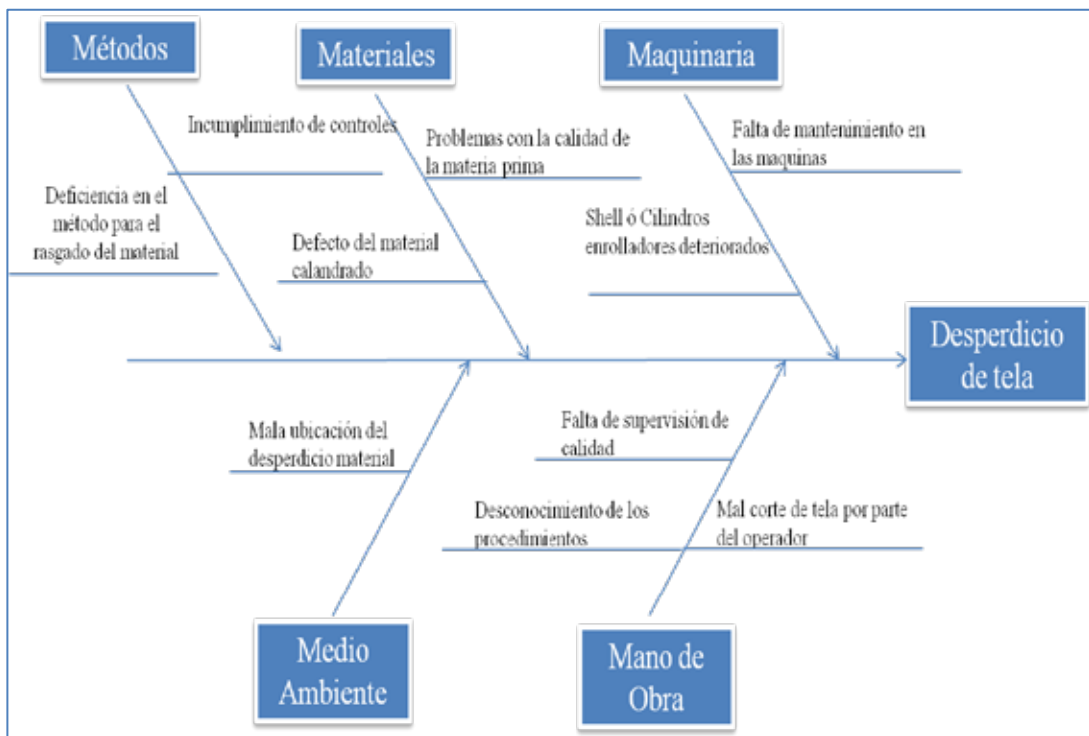 Métodos
Materiales
Maquinaria
Incumplimiento de controles
Problemas con la calidad de
la materia prima
Falta de mantenimiento en
las maquinas
Deficiencia en el
método para el
rasgado del material
Defecto del material
calandrado
Shell ó Cilindros
enrolladores deteriorados
Desperdicio
de tela
Mala ubicación del
desperdicio material
Falta de supervisión de
calidad
Desconocimiento de los
procedimientos
Mal corte de tela por parte
del operador
Medio
Ambiente
Mano de
Obra